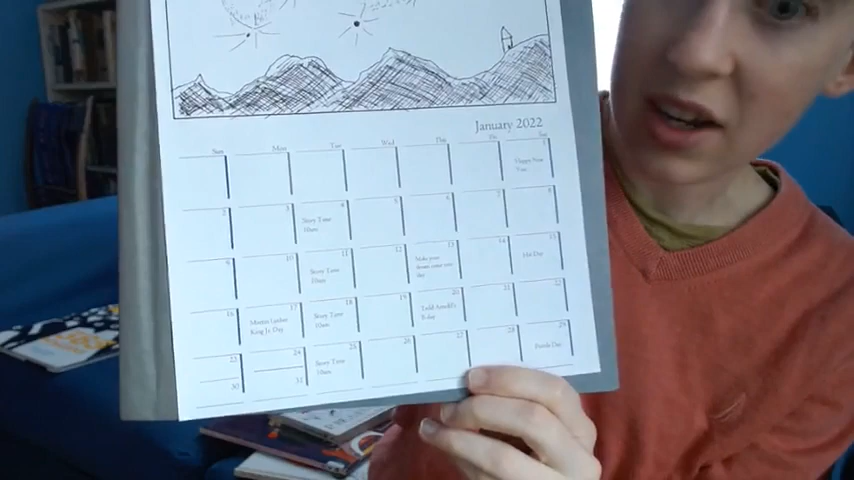 January 2022
Sun Mon Tue Wed Thu Fri Sat
1
Happy New
Year
2 3 4 5 6 7 8
Story Time
10am
9 10 11 12 13 14 15
Story Time
10am
Make your
dream come true
day
Hat Day
16 17 18 19 20 21 22
Martin Luther
King Jr. Day
Story Time
10am
B-day
23 24 25 26 27 28 29
Story Time
10am
Puzzle Day
30 31